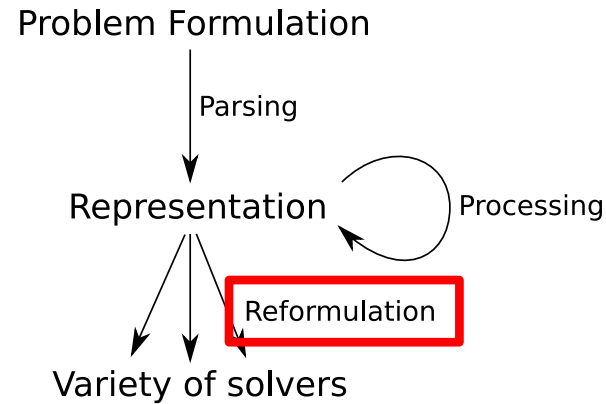 Problem Formulation
Parsing
Representation
Processing
Reformulation
Variety of solvers